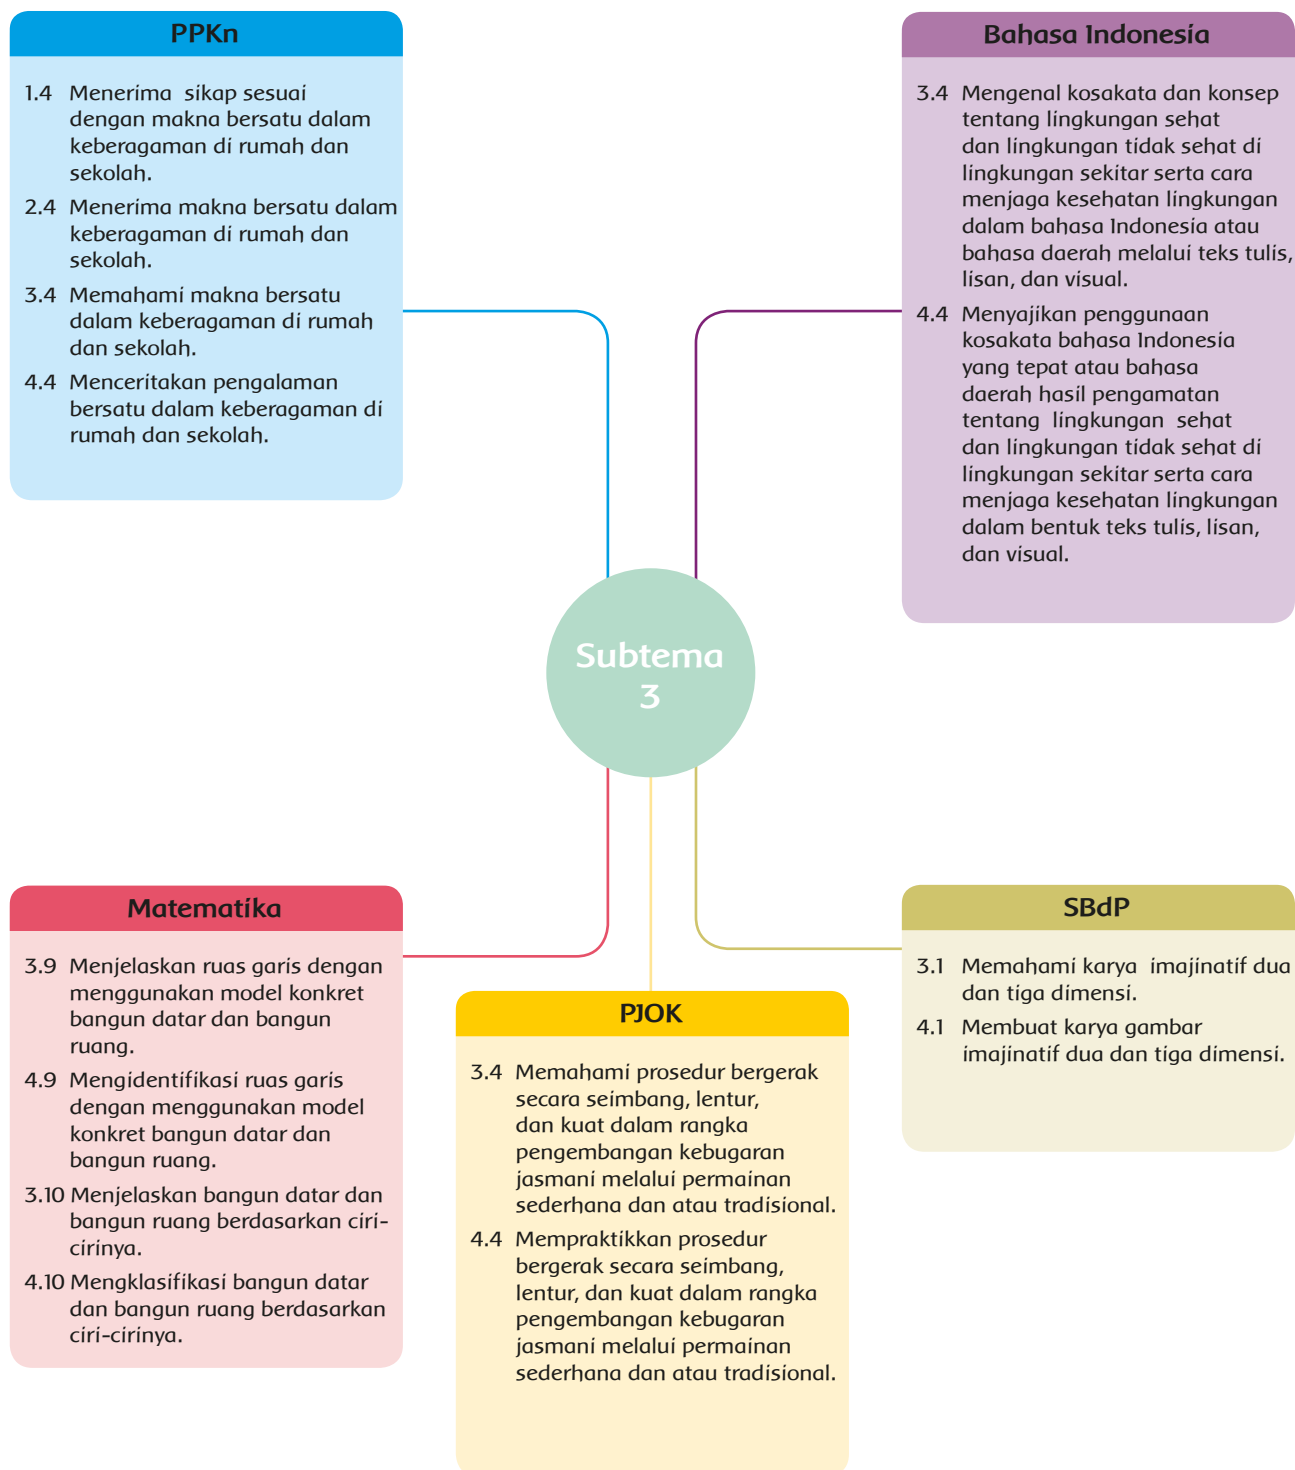 PPKn
1.4 Menerima sikap sesuai
dengan makna bersatu dalam
keberagaman di rumah dan
sekolah.
2.4 Menerima makna bersatu dalam
keberagaman di rumah dan
sekolah.
3.4 Memahami makna bersatu
dalam keberagaman di rumah
dan sekolah.
4.4 Menceritakan pengalaman
bersatu dalam keberagaman di
rumah dan sekolah.
Bahasa Indonesia
3.4 Mengenal kosakata dan konsep
tentang lingkungan sehat
dan lingkungan tidak sehat di
lingkungan sekitar serta cara
menjaga kesehatan lingkungan
dalam bahasa Indonesia atau
bahasa daerah melalui teks tulis,
lisan, dan visual.
4.4 Menyajikan penggunaan
kosakata bahasa Indonesia
yang tepat atau bahasa
daerah hasil pengamatan
tentang lingkungan sehat
dan lingkungan tidak sehat di
lingkungan sekitar serta cara
menjaga kesehatan lingkungan
dalam bentuk teks tulis, lisan,
dan visual.
Subtema
3
Matematika
3.9 Menjelaskan ruas garis dengan
menggunakan model konkret
bangun datar dan bangun
ruang.
4.9 Mengidentifikasi ruas garis
dengan menggunakan model
konkret bangun datar dan
bangun ruang.
3.10 Menjelaskan bangun datar dan
bangun ruang berdasarkan ciri-
cirinya.
4.10 Mengklasifikasi bangun datar
dan bangun ruang berdasarkan
ciri-cirinya.
PJOK
3.4 Memahami prosedur bergerak
secara seimbang, lentur,
dan kuat dalam rangka
pengembangan kebugaran
jasmani melalui permainan
sederhana dan atau tradisional.
4.4 Mempraktikkan prosedur
bergerak secara seimbang,
lentur, dan kuat dalam rangka
pengembangan kebugaran
jasmani melalui permainan
sederhana dan atau tradisional.
SBdP
3.1 Memahami karya imajinatif dua
dan tiga dimensi.
4.1 Membuat karya gambar
imajinatif dua dan tiga dimensi.